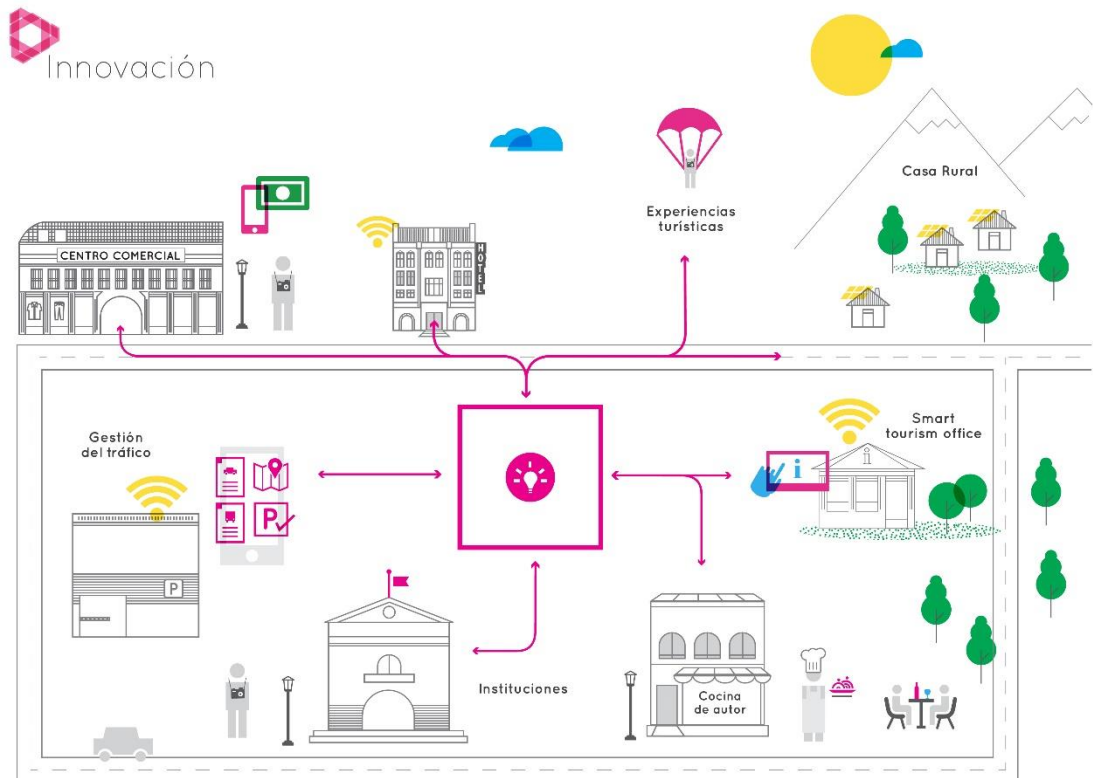 Innovación
Casa Rural
Experiencias
turísticas
CENTRO COMERCIAL
HOTEL
Gestión
del tráfico
Smart
tourism office
i
i
P
P
Instituciones
Cocina
de autor